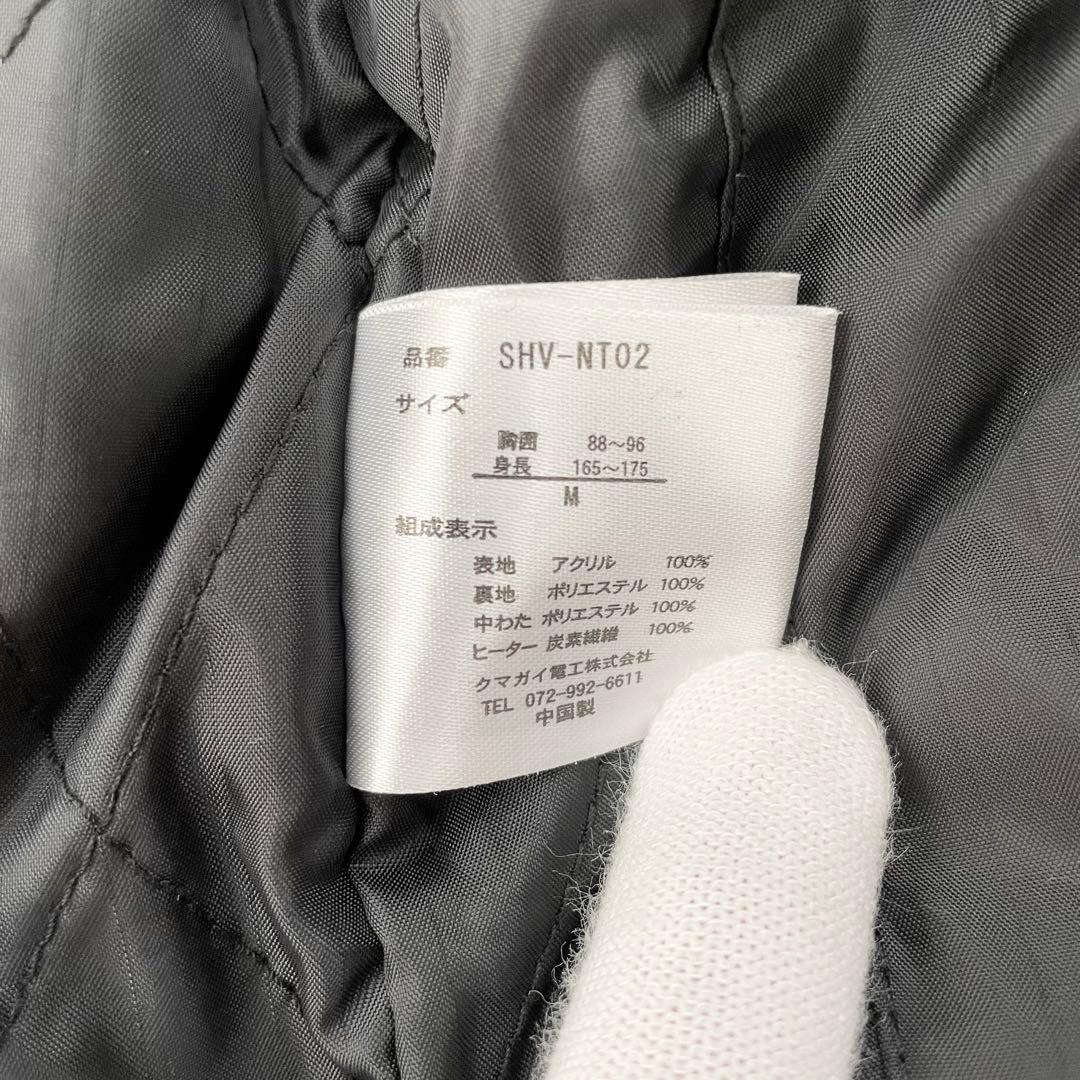 品番 SHV-NT02
サイズ
胸囲 88～96
身長 165～175
M
組成表示
表地 アクリル 100%
裏地 ポリエステル 100%
中わた ポリエステル 100%
ヒーター 炭素繊維 100%
クマガイ電工株式会社
TEL 072-992-6611
中国製